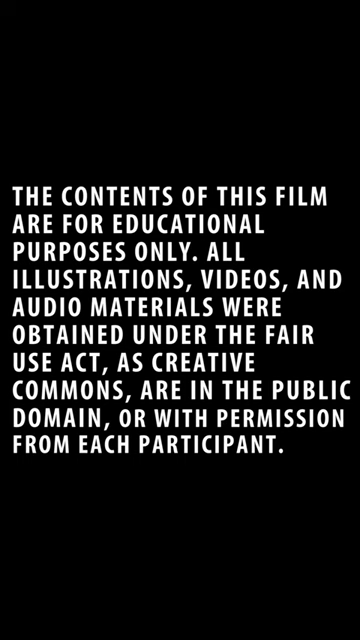 THE CONTENTS OF THIS FILM
ARE FOR EDUCATIONAL
PURPOSES ONLY. ALL
ILLUSTRATIONS, VIDEOS, AND
AUDIO MATERIALS WERE
OBTAINED UNDER THE FAIR
USE ACT, AS CREATIVE
COMMONS, ARE IN THE PUBLIC
DOMAIN, OR WITH PERMISSION
FROM EACH PARTICIPANT.